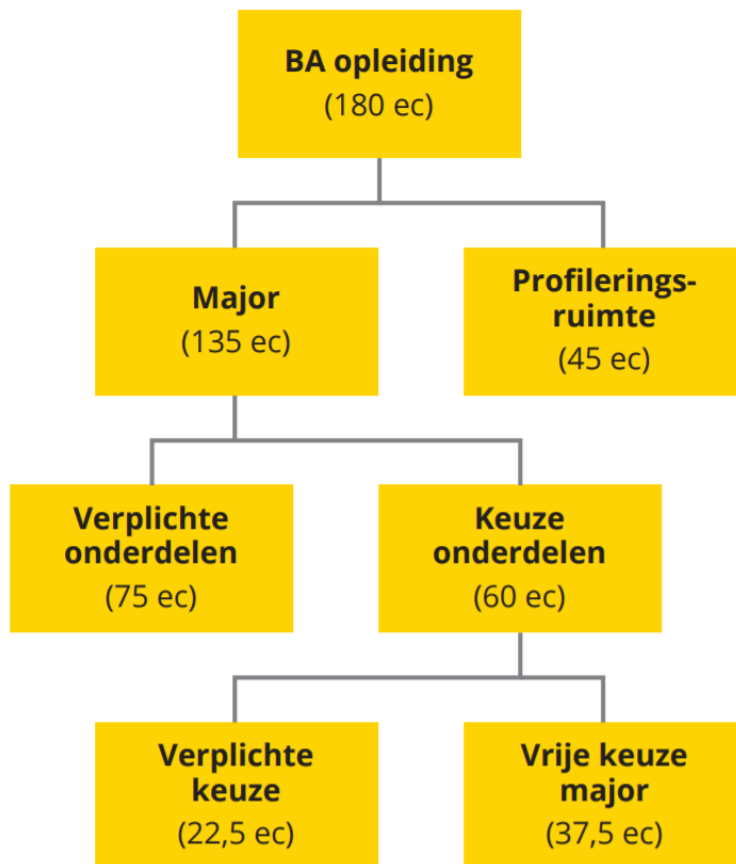 BA opleiding
(180 ec)
Major
(135 ec)
Profilerings-
ruimte
(45 ec)
Verplichte
onderdelen
(75 ec)
Keuze
onderdelen
(60 ec)
Verplichte
keuze
(22,5 ec)
Vrije keuze
major
(37,5 ec)